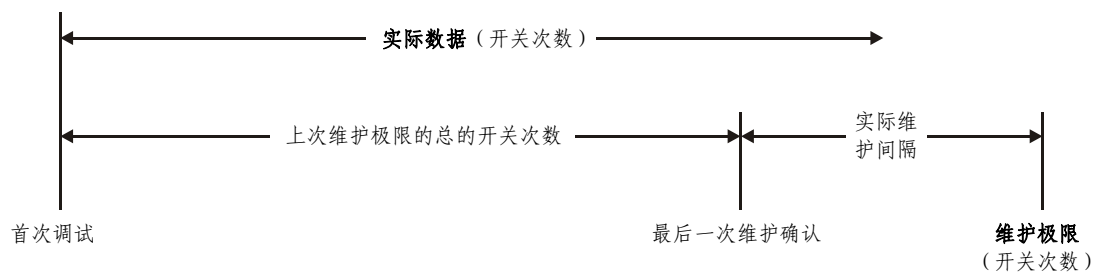 实际数据（开关次数）
上次维护极限的总的开关次数
实际维
护间隔
首次调试
最后一次维护确认
维护极限
（开关次数）